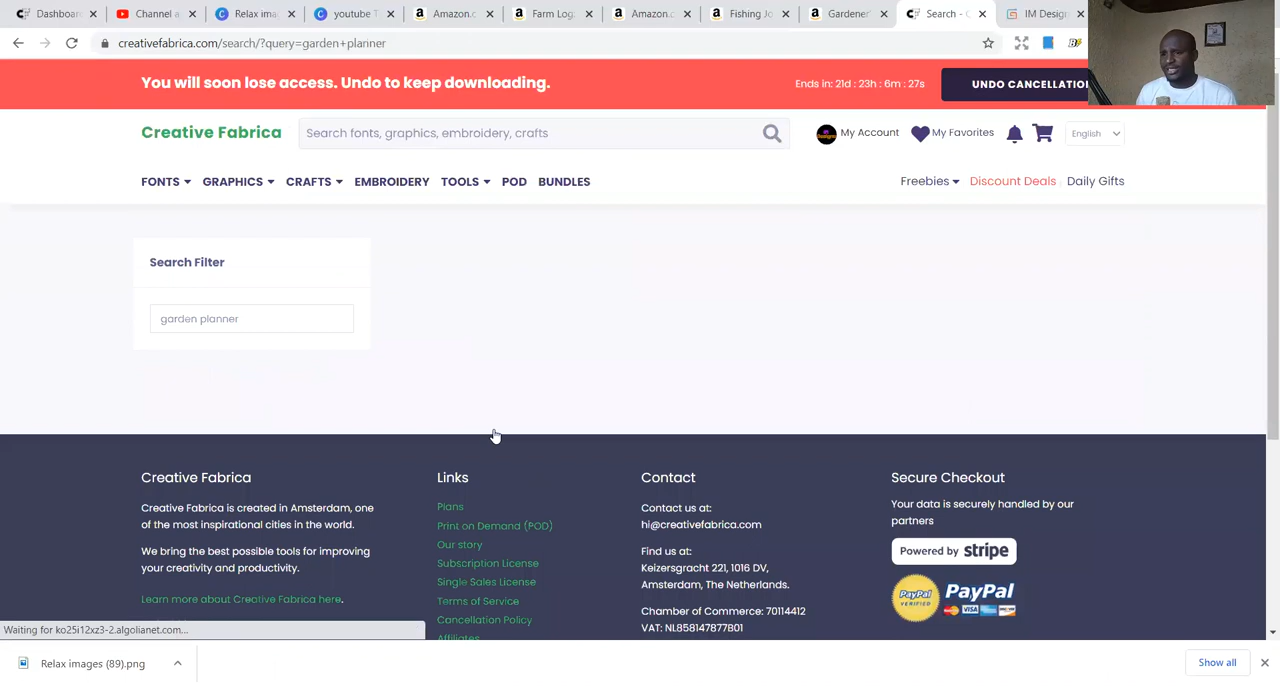 Dashboar
Channel a
Relax ima
youtube T
Amazon.c
Farm Log
Amazon.c
Fishing Jo
Gardener
Search - C
IM Design
creativefabrica.com/search/?query=garden+planner
You will soon lose access. Undo to keep downloading.
Ends in: 21d : 23h : 6m : 27s
UNDO CANCELLATIO
Creative Fabrica
Search fonts, graphics, embroidery, crafts
My Account
My Favorites
English
FONTS
GRAPHICS
CRAFTS
EMBROIDERY
TOOLS
POD
BUNDLES
Freebies
Discount Deals
Daily Gifts
Search Filter
garden planner
Creative Fabrica
Creative Fabrica is created in Amsterdam, one
of the most inspirational cities in the world.
We bring the best possible tools for improving
your creativity and productivity.
Learn more about Creative Fabrica here.
Links
Plans
Print on Demand (POD)
Our story
Subscription License
Single Sales License
Terms of Service
Cancellation Policy
Affiliates
Contact
Contact us at:
hi@creativefabrica.com
Find us at:
Keizersgracht 221, 1016 DV,
Amsterdam, The Netherlands.
Chamber of Commerce: 70114412
VAT: NL858147877B01
Secure Checkout
Your data is securely handled by our
partners
Powered by stripe
PayPal
VERIFIED
PayPal
VISA
Waiting for ko25i12xz3-2.algolianet.com...
Relax images (89).png
Show all